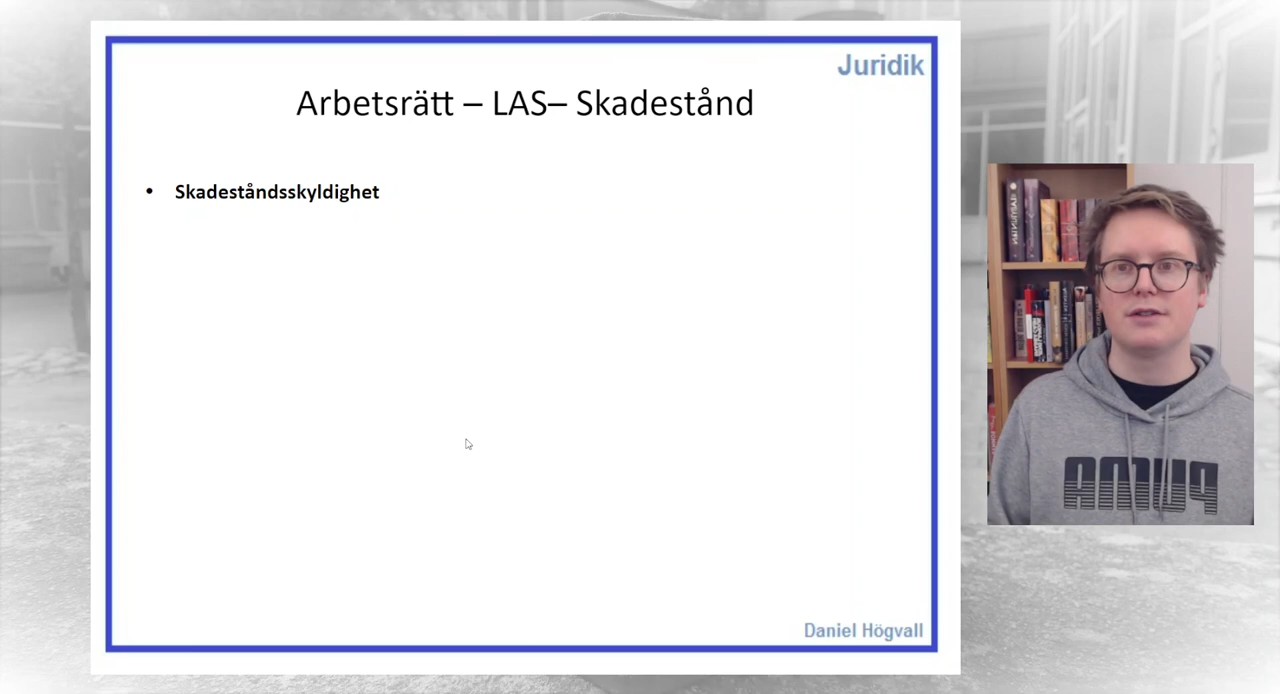 Juridik
Arbetsrätt – LAS– Skadestånd
• Skadeståndsskyldighet
Daniel Högvall